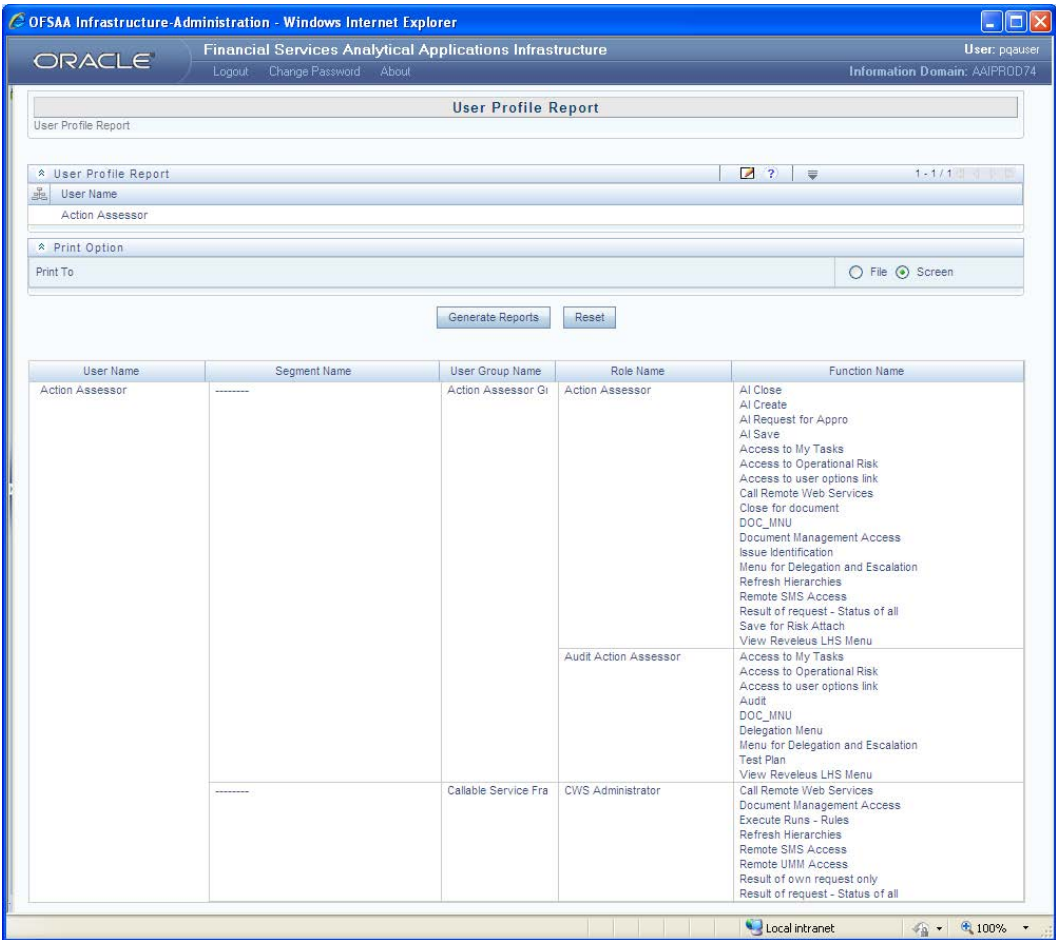 OFSAA Infrastructure-Administration - Windows Internet Explorer
ORACLE
Financial Services Analytical Applications Infrastructure
User: pqauser
Logout Change Password About
Information Domain: AAIPROD74
User Profile Report
User Profile Report
User Profile Report
1 - 1 / 1
User Name
Action Assessor
Print Option
Print To
File Screen
Generate Reports Reset
User Name Segment Name User Group Name Role Name Function Name
Action Assessor -------- Action Assessor Gr Action Assessor AI Close
AI Create
AI Request for Appro
AI Save
Access to My Tasks
Access to Operational Risk
Access to user options link
Call Remote Web Services
Close for document
DOC_MNU
Document Management Access
Issue Identification
Menu for Delegation and Escalation
Refresh Hierarchies
Remote SMS Access
Result of request - Status of all
Save for Risk Attach
View Reveleus LHS Menu
Audit Action Assessor Access to My Tasks
Access to Operational Risk
Access to user options link
Audit
DOC_MNU
Delegation Menu
Menu for Delegation and Escalation
Test Plan
View Reveleus LHS Menu
-------- Callable Service Fra CWS Administrator Call Remote Web Services
Document Management Access
Execute Runs - Rules
Refresh Hierarchies
Remote SMS Access
Remote UMM Access
Result of own request only
Result of request - Status of all
Local intranet 100%